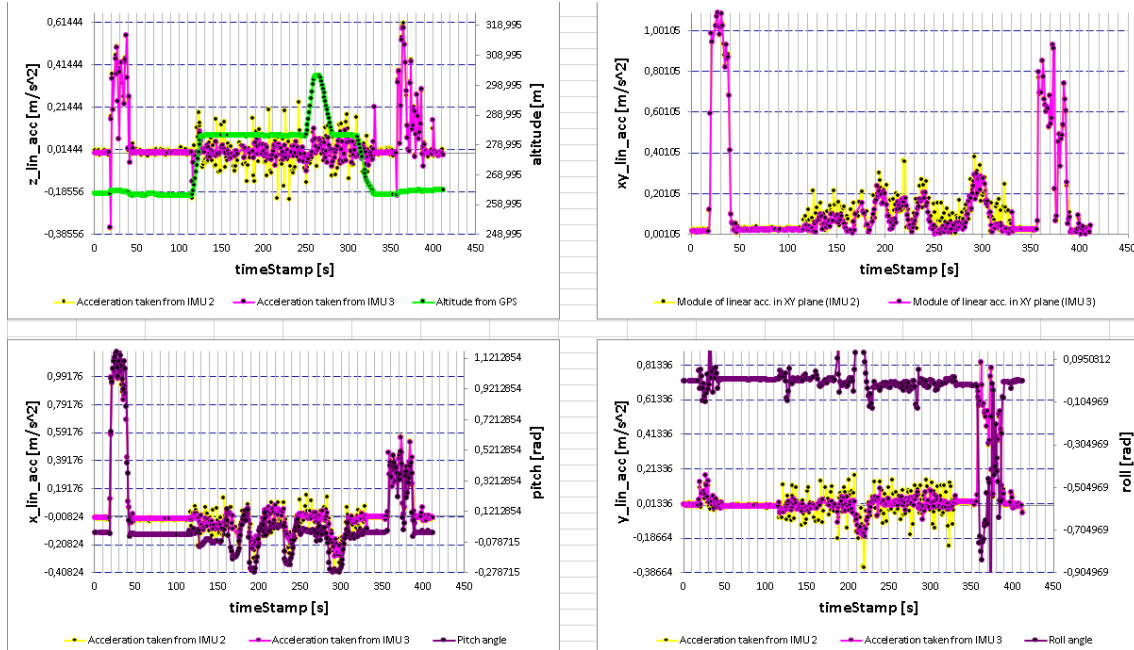 0,61444
0,41444
0,21444
0,01444
-0,18556
-0,38556
z_lin_acc [m/s^2]
318,995
308,995
298,995
288,995
278,995
268,995
258,995
248,995
altitude [m]
0 50 100 150 200 250 300 350 400 450
timeStamp [s]
Acceleration taken from IMU 2 Acceleration taken from IMU 3 Altitude from GPS
1,00105
0,80105
0,60105
0,40105
0,20105
0,00105
xy_lin_acc [m/s^2]
0 50 100 150 200 250 300 350 400 450
timeStamp [s]
Module of linear acc. in XY plane (IMU 2) Module of linear acc. in XY plane (IMU 3)
0,99176
0,79176
0,59176
0,39176
0,19176
-0,00824
-0,20824
-0,40824
x_lin_acc [m/s^2]
1,1212854
0,9212854
0,7212854
0,5212854
0,3212854
0,1212854
-0,078715
-0,278715
pitch [rad]
0 50 100 150 200 250 300 350 400 450
timeStamp [s]
Acceleration taken from IMU 2 Acceleration taken from IMU 3 Pitch angle
0,81336
0,61336
0,41336
0,21336
0,01336
-0,18664
-0,38664
y_lin_acc [m/s^2]
0,0950312
-0,104969
-0,304969
-0,504969
-0,704969
-0,904969
roll [rad]
0 50 100 150 200 250 300 350 400 450
timeStamp [s]
Acceleration taken from IMU 2 Acceleration taken from IMU 3 Roll angle